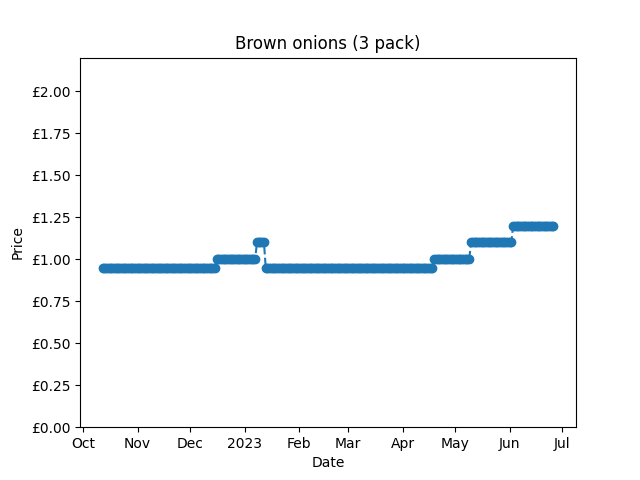 Brown onions (3 pack)
£2.00
£1.75
£1.50
£1.25
£1.00
£0.75
£0.50
£0.25
£0.00
Price
Oct Nov Dec 2023 Feb Mar Apr May Jun Jul
Date